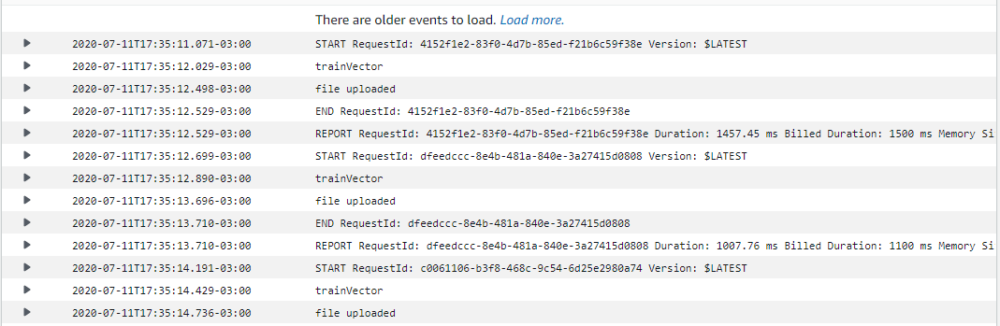 There are older events to load. Load more.
2020-07-11T17:35:11.071-03:00 START RequestId: 4152f1e2-83f0-4d7b-85ed-f21b6c59f38e Version: $LATEST
2020-07-11T17:35:12.029-03:00 trainVector
2020-07-11T17:35:12.498-03:00 file uploaded
2020-07-11T17:35:12.529-03:00 END RequestId: 4152f1e2-83f0-4d7b-85ed-f21b6c59f38e
2020-07-11T17:35:12.529-03:00 REPORT RequestId: 4152f1e2-83f0-4d7b-85ed-f21b6c59f38e Duration: 1457.45 ms Billed Duration: 1500 ms Memory Si
2020-07-11T17:35:12.699-03:00 START RequestId: dfeedccc-8e4b-481a-840e-3a27415d0808 Version: $LATEST
2020-07-11T17:35:12.890-03:00 trainVector
2020-07-11T17:35:13.696-03:00 file uploaded
2020-07-11T17:35:13.710-03:00 END RequestId: dfeedccc-8e4b-481a-840e-3a27415d0808
2020-07-11T17:35:13.710-03:00 REPORT RequestId: dfeedccc-8e4b-481a-840e-3a27415d0808 Duration: 1007.76 ms Billed Duration: 1100 ms Memory Si
2020-07-11T17:35:14.191-03:00 START RequestId: c0061106-b3f8-468c-9c54-6d25e2980a74 Version: $LATEST
2020-07-11T17:35:14.429-03:00 trainVector
2020-07-11T17:35:14.736-03:00 file uploaded